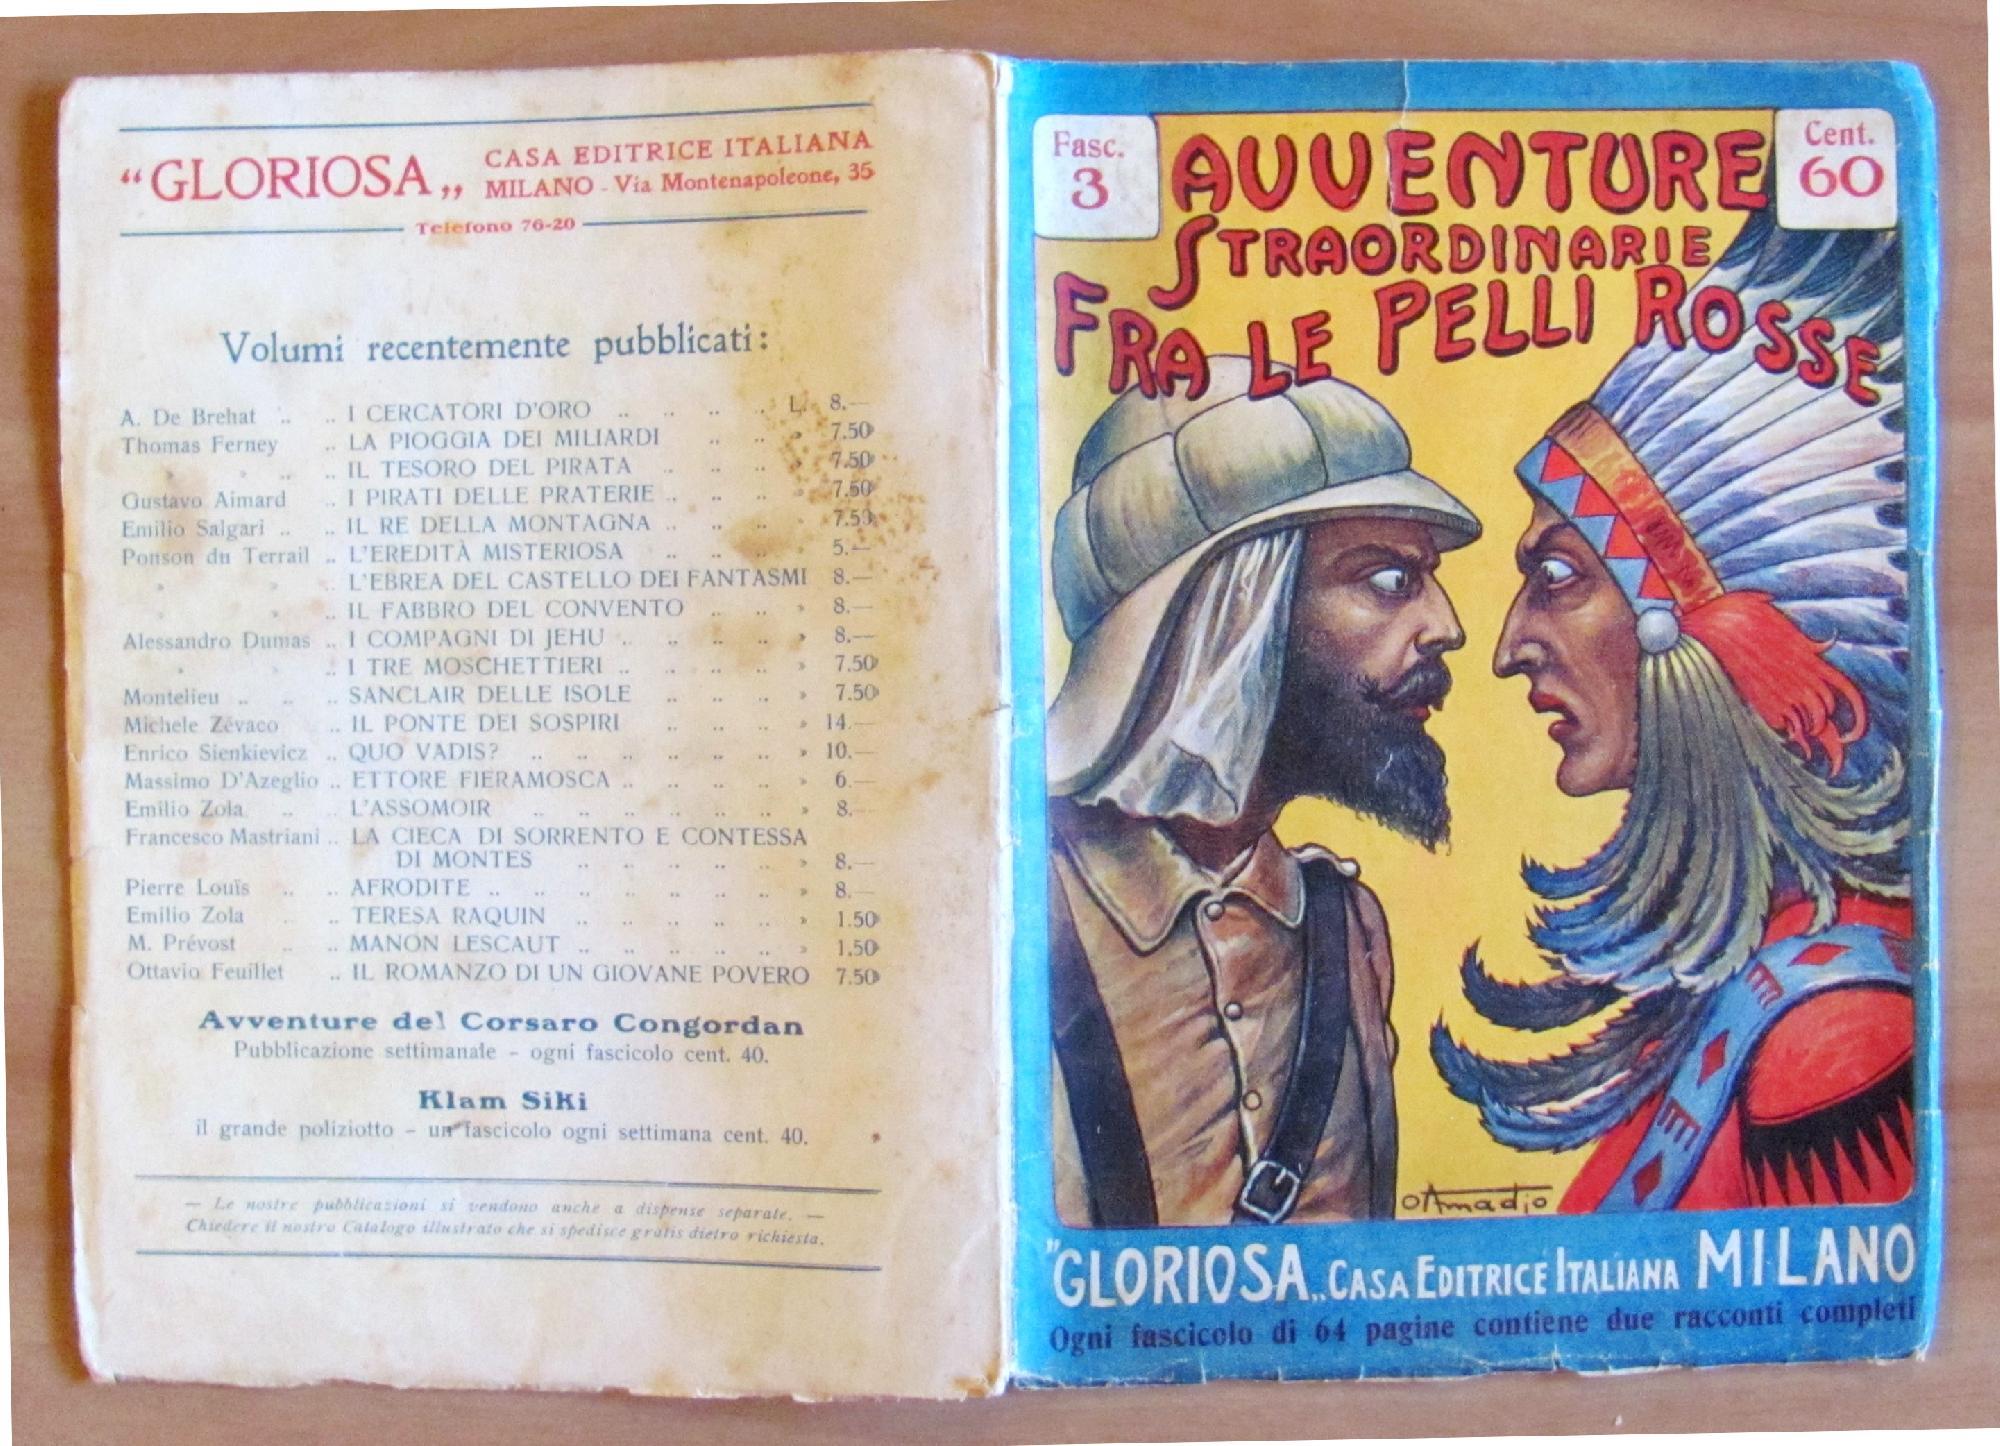 “GLORIOSA„ CASA EDITRICE ITALIANA
MILANO - Via Montenapoleone, 35
Telefono 76-20
Volumi recentemente pubblicati:
A. De Brehat .. .. I CERCATORI D'ORO .. .. .. .. L. 8.—
Thomas Ferney .. LA PIOGGIA DEI MILIARDI .. .. » 7.50
» » .. .. IL TESORO DEL PIRATA .. .. .. » 7.50
Gustavo Aimard .. I PIRATI DELLE PRATERIE .. .. .. » 7.50
Emilio Salgari .. .. IL RE DELLA MONTAGNA .. .. .. » 7.50
Ponson du Terrail .. L'EREDITÀ MISTERIOSA .. .. .. » 5.—
» » .. L'EBREA DEL CASTELLO DEI FANTASMI 8.—
» » .. IL FABBRO DEL CONVENTO .. .. » 8.—
Alessandro Dumas .. I COMPAGNI DI JEHU .. .. .. .. » 8.—
» » .. I TRE MOSCHETTIERI .. .. .. .. » 7.50
Montelieu .. .. .. SANCLAIR DELLE ISOLE .. .. .. » 7.50
Michele Zévaco .. IL PONTE DEI SOSPIRI .. .. .. » 14.—
Enrico Sienkievicz .. QUO VADIS? .. .. .. .. .. .. » 10.—
Massimo D'Azeglio .. ETTORE FIERAMOSCA .. .. .. .. » 6.—
Emilio Zola .. .. L'ASSOMOIR .. .. .. .. .. .. » 8.—
Francesco Mastriani .. LA CIECA DI SORRENTO E CONTESSA
DI MONTES .. .. .. .. .. » 8.—
Pierre Louïs .. .. AFRODITE .. .. .. .. .. .. .. » 8.—
Emilio Zola .. .. TERESA RAQUIN .. .. .. .. .. » 1.50
M. Prévost .. .. MANON LESCAUT .. .. .. .. .. » 1.50
Ottavio Feuillet .. IL ROMANZO DI UN GIOVANE POVERO 7.50
Avventure del Corsaro Congordan
Pubblicazione settimanale - ogni fascicolo cent. 40.
Klam Siki
il grande poliziotto - un fascicolo ogni settimana cent. 40.
— Le nostre pubblicazioni si vendono anche a dispense separate. —
Chiedere il nostro Catalogo illustrato che si spedisce gratis dietro richiesta.
Fasc.
3
Cent.
60
AVVENTURE
STRAORDINARIE
FRA LE PELLI ROSSE
OAmadio
"GLORIOSA„ CASA EDITRICE ITALIANA MILANO
Ogni fascicolo di 64 pagine contiene due racconti completi